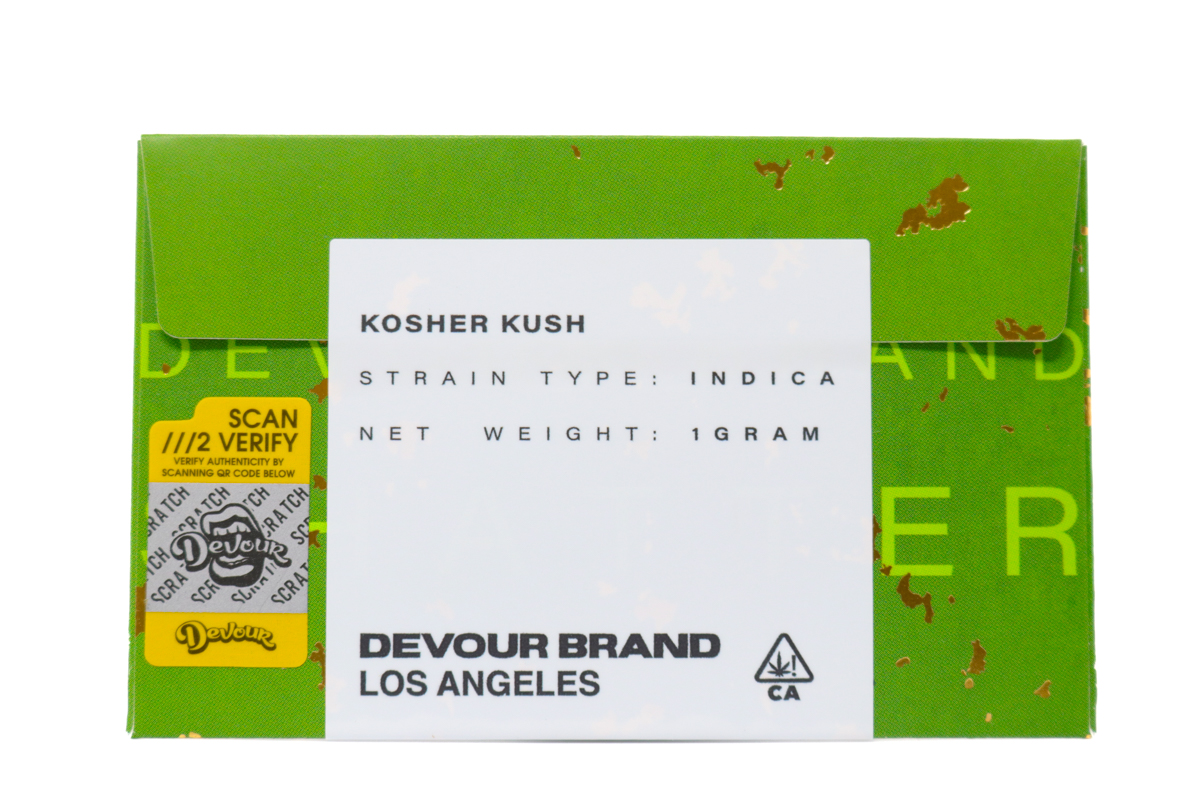 KOSHER KUSH
STRAIN TYPE: INDICA
NET WEIGHT: 1GRAM
DEVOUR BRAND
LOS ANGELES
CA
SCAN
///2 VERIFY
VERIFY AUTHENTICITY BY
SCANNING QR CODE BELOW
SCRATCH SCRATCH SCRATCH
Devour
Devour